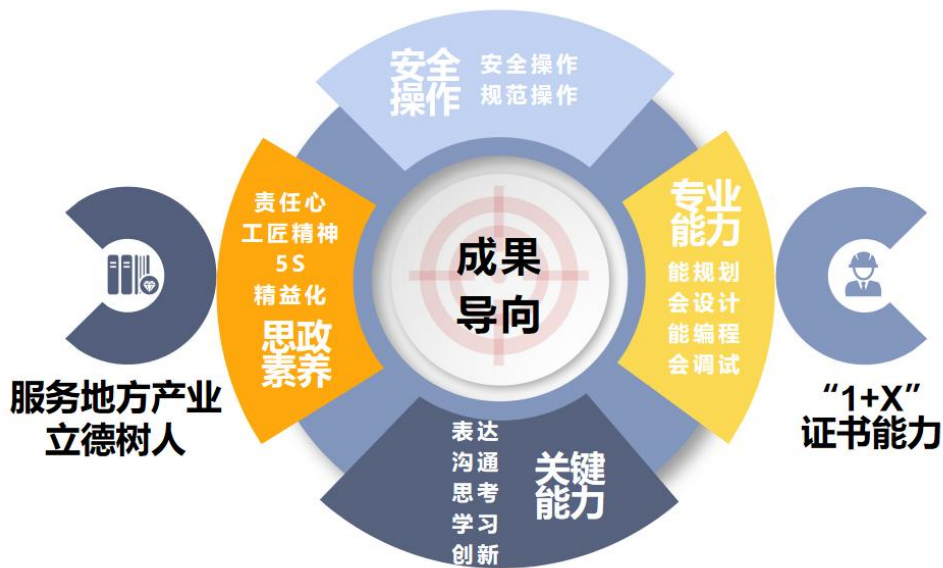 安全
操作
安全操作
规范操作
责任心
工匠精神
5S
精益化
思政
素养
成果
导向
专业
能力
能规划
会设计
能编程
会调试
服务地方产业
立德树人
“1+X”
证书能力
表达
沟通
思考
学习
创新
关键
能力